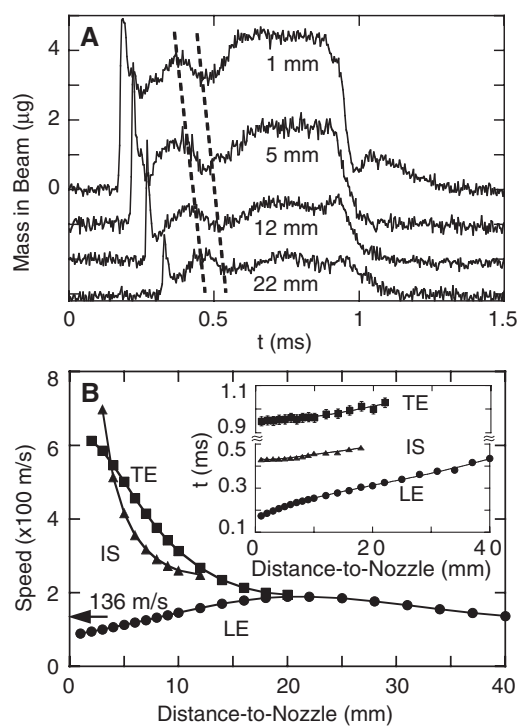 A
Mass in Beam (μg)
4
2
0
1 mm
5 mm
12 mm
22 mm
0
0.5
1.0
1.5
t (ms)
B
Speed (x100 m/s)
8
6
4
2
0
TE
IS
LE
136 m/s
t (ms)
1.1
0.9
0.5
0.3
0.1
TE
IS
LE
0
20
40
Distance-to-Nozzle (mm)
0
10
20
30
40
Distance-to-Nozzle (mm)